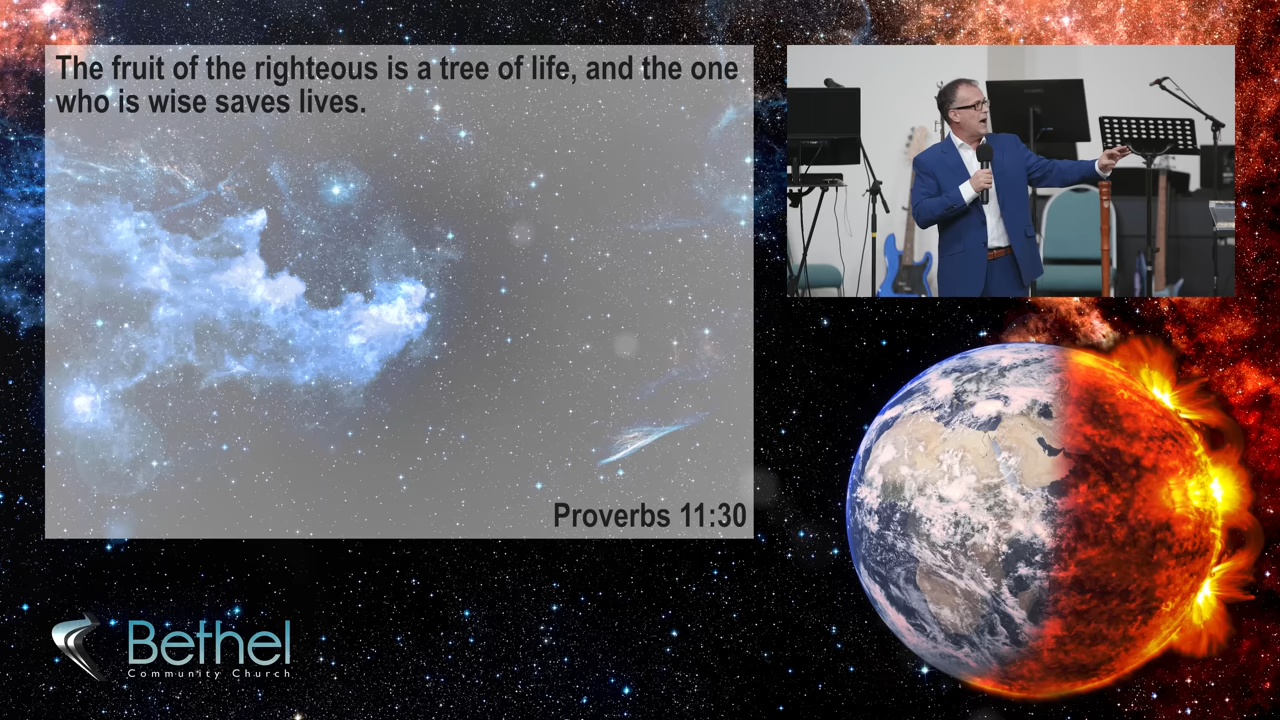 The fruit of the righteous is a tree of life, and the one
who is wise saves lives.
Proverbs 11:30
Bethel
Community Church